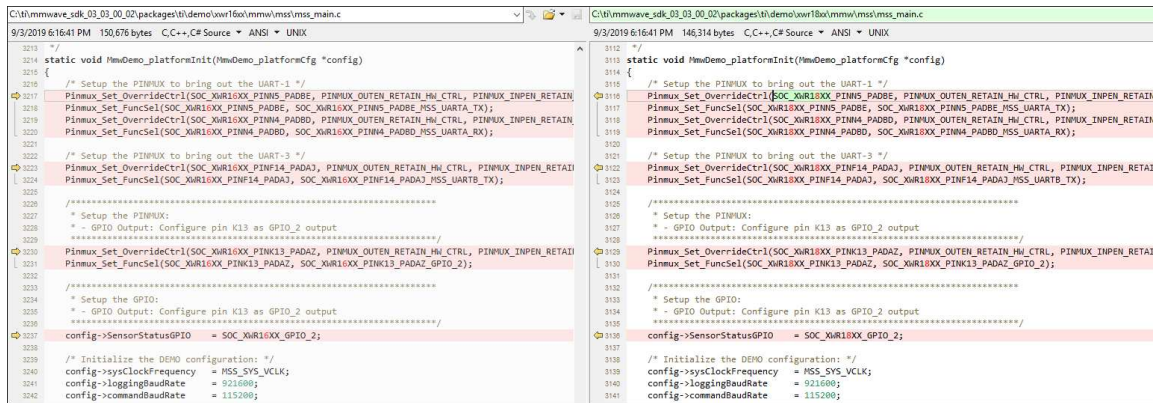 C:\ti\mmwave_sdk_03_03_00_02\packages\ti\demo\xwr16xx\mmw\mss\mss_main.c
9/3/2019 6:16:41 PM 150,676 bytes C,C++,C# Source ▾ ANSI ▾ UNIX
3213 */
3214 static void MmwDemo_platformInit(MmwDemo_platformCfg *config)
3215 {
3216 /* Setup the PINMUX to bring out the UART-1 */
3217 Pinmux_Set_OverrideCtrl(SOC_XWR16XX_PINN5_PADBE, PINMUX_OUTEN_RETAIN_HW_CTRL, PINMUX_INPEN_RETAIN_
3218 Pinmux_Set_FuncSel(SOC_XWR16XX_PINN5_PADBE, SOC_XWR16XX_PINN5_PADBE_MSS_UARTA_TX);
3219 Pinmux_Set_OverrideCtrl(SOC_XWR16XX_PINN4_PADBD, PINMUX_OUTEN_RETAIN_HW_CTRL, PINMUX_INPEN_RETAIN_
3220 Pinmux_Set_FuncSel(SOC_XWR16XX_PINN4_PADBD, SOC_XWR16XX_PINN4_PADBD_MSS_UARTA_RX);
3221
3222 /* Setup the PINMUX to bring out the UART-3 */
3223 Pinmux_Set_OverrideCtrl(SOC_XWR16XX_PINF14_PADAJ, PINMUX_OUTEN_RETAIN_HW_CTRL, PINMUX_INPEN_RETAI
3224 Pinmux_Set_FuncSel(SOC_XWR16XX_PINF14_PADAJ, SOC_XWR16XX_PINF14_PADAJ_MSS_UARTB_TX);
3225
3226 /**********************************************************************
3227 * Setup the PINMUX:
3228 * - GPIO Output: Configure pin K13 as GPIO_2 output
3229 **********************************************************************/
3230 Pinmux_Set_OverrideCtrl(SOC_XWR16XX_PINK13_PADAZ, PINMUX_OUTEN_RETAIN_HW_CTRL, PINMUX_INPEN_RETAI
3231 Pinmux_Set_FuncSel(SOC_XWR16XX_PINK13_PADAZ, SOC_XWR16XX_PINK13_PADAZ_GPIO_2);
3232
3233 /**********************************************************************
3234 * Setup the GPIO:
3235 * - GPIO Output: Configure pin K13 as GPIO_2 output
3236 **********************************************************************/
3237 config->SensorStatusGPIO = SOC_XWR16XX_GPIO_2;
3238
3239 /* Initialize the DEMO configuration: */
3240 config->sysClockFrequency = MSS_SYS_VCLK;
3241 config->loggingBaudRate = 921600;
3242 config->commandBaudRate = 115200;
C:\ti\mmwave_sdk_03_03_00_02\packages\ti\demo\xwr18xx\mmw\mss\mss_main.c
9/3/2019 6:16:41 PM 146,314 bytes C,C++,C# Source ▾ ANSI ▾ UNIX
3112 */
3113 static void MmwDemo_platformInit(MmwDemo_platformCfg *config)
3114 {
3115 /* Setup the PINMUX to bring out the UART-1 */
3116 Pinmux_Set_OverrideCtrl(SOC_XWR18XX_PINN5_PADBE, PINMUX_OUTEN_RETAIN_HW_CTRL, PINMUX_INPEN_RETAIN
3117 Pinmux_Set_FuncSel(SOC_XWR18XX_PINN5_PADBE, SOC_XWR18XX_PINN5_PADBE_MSS_UARTA_TX);
3118 Pinmux_Set_OverrideCtrl(SOC_XWR18XX_PINN4_PADBD, PINMUX_OUTEN_RETAIN_HW_CTRL, PINMUX_INPEN_RETAIN
3119 Pinmux_Set_FuncSel(SOC_XWR18XX_PINN4_PADBD, SOC_XWR18XX_PINN4_PADBD_MSS_UARTA_RX);
3120
3121 /* Setup the PINMUX to bring out the UART-3 */
3122 Pinmux_Set_OverrideCtrl(SOC_XWR18XX_PINF14_PADAJ, PINMUX_OUTEN_RETAIN_HW_CTRL, PINMUX_INPEN_RETAI
3123 Pinmux_Set_FuncSel(SOC_XWR18XX_PINF14_PADAJ, SOC_XWR18XX_PINF14_PADAJ_MSS_UARTB_TX);
3124
3125 /**********************************************************************
3126 * Setup the PINMUX:
3127 * - GPIO Output: Configure pin K13 as GPIO_2 output
3128 **********************************************************************/
3129 Pinmux_Set_OverrideCtrl(SOC_XWR18XX_PINK13_PADAZ, PINMUX_OUTEN_RETAIN_HW_CTRL, PINMUX_INPEN_RETAI
3130 Pinmux_Set_FuncSel(SOC_XWR18XX_PINK13_PADAZ, SOC_XWR18XX_PINK13_PADAZ_GPIO_2);
3131
3132 /**********************************************************************
3133 * Setup the GPIO:
3134 * - GPIO Output: Configure pin K13 as GPIO_2 output
3135 **********************************************************************/
3136 config->SensorStatusGPIO = SOC_XWR18XX_GPIO_2;
3137
3138 /* Initialize the DEMO configuration: */
3139 config->sysClockFrequency = MSS_SYS_VCLK;
3140 config->loggingBaudRate = 921600;
3141 config->commandBaudRate = 115200;